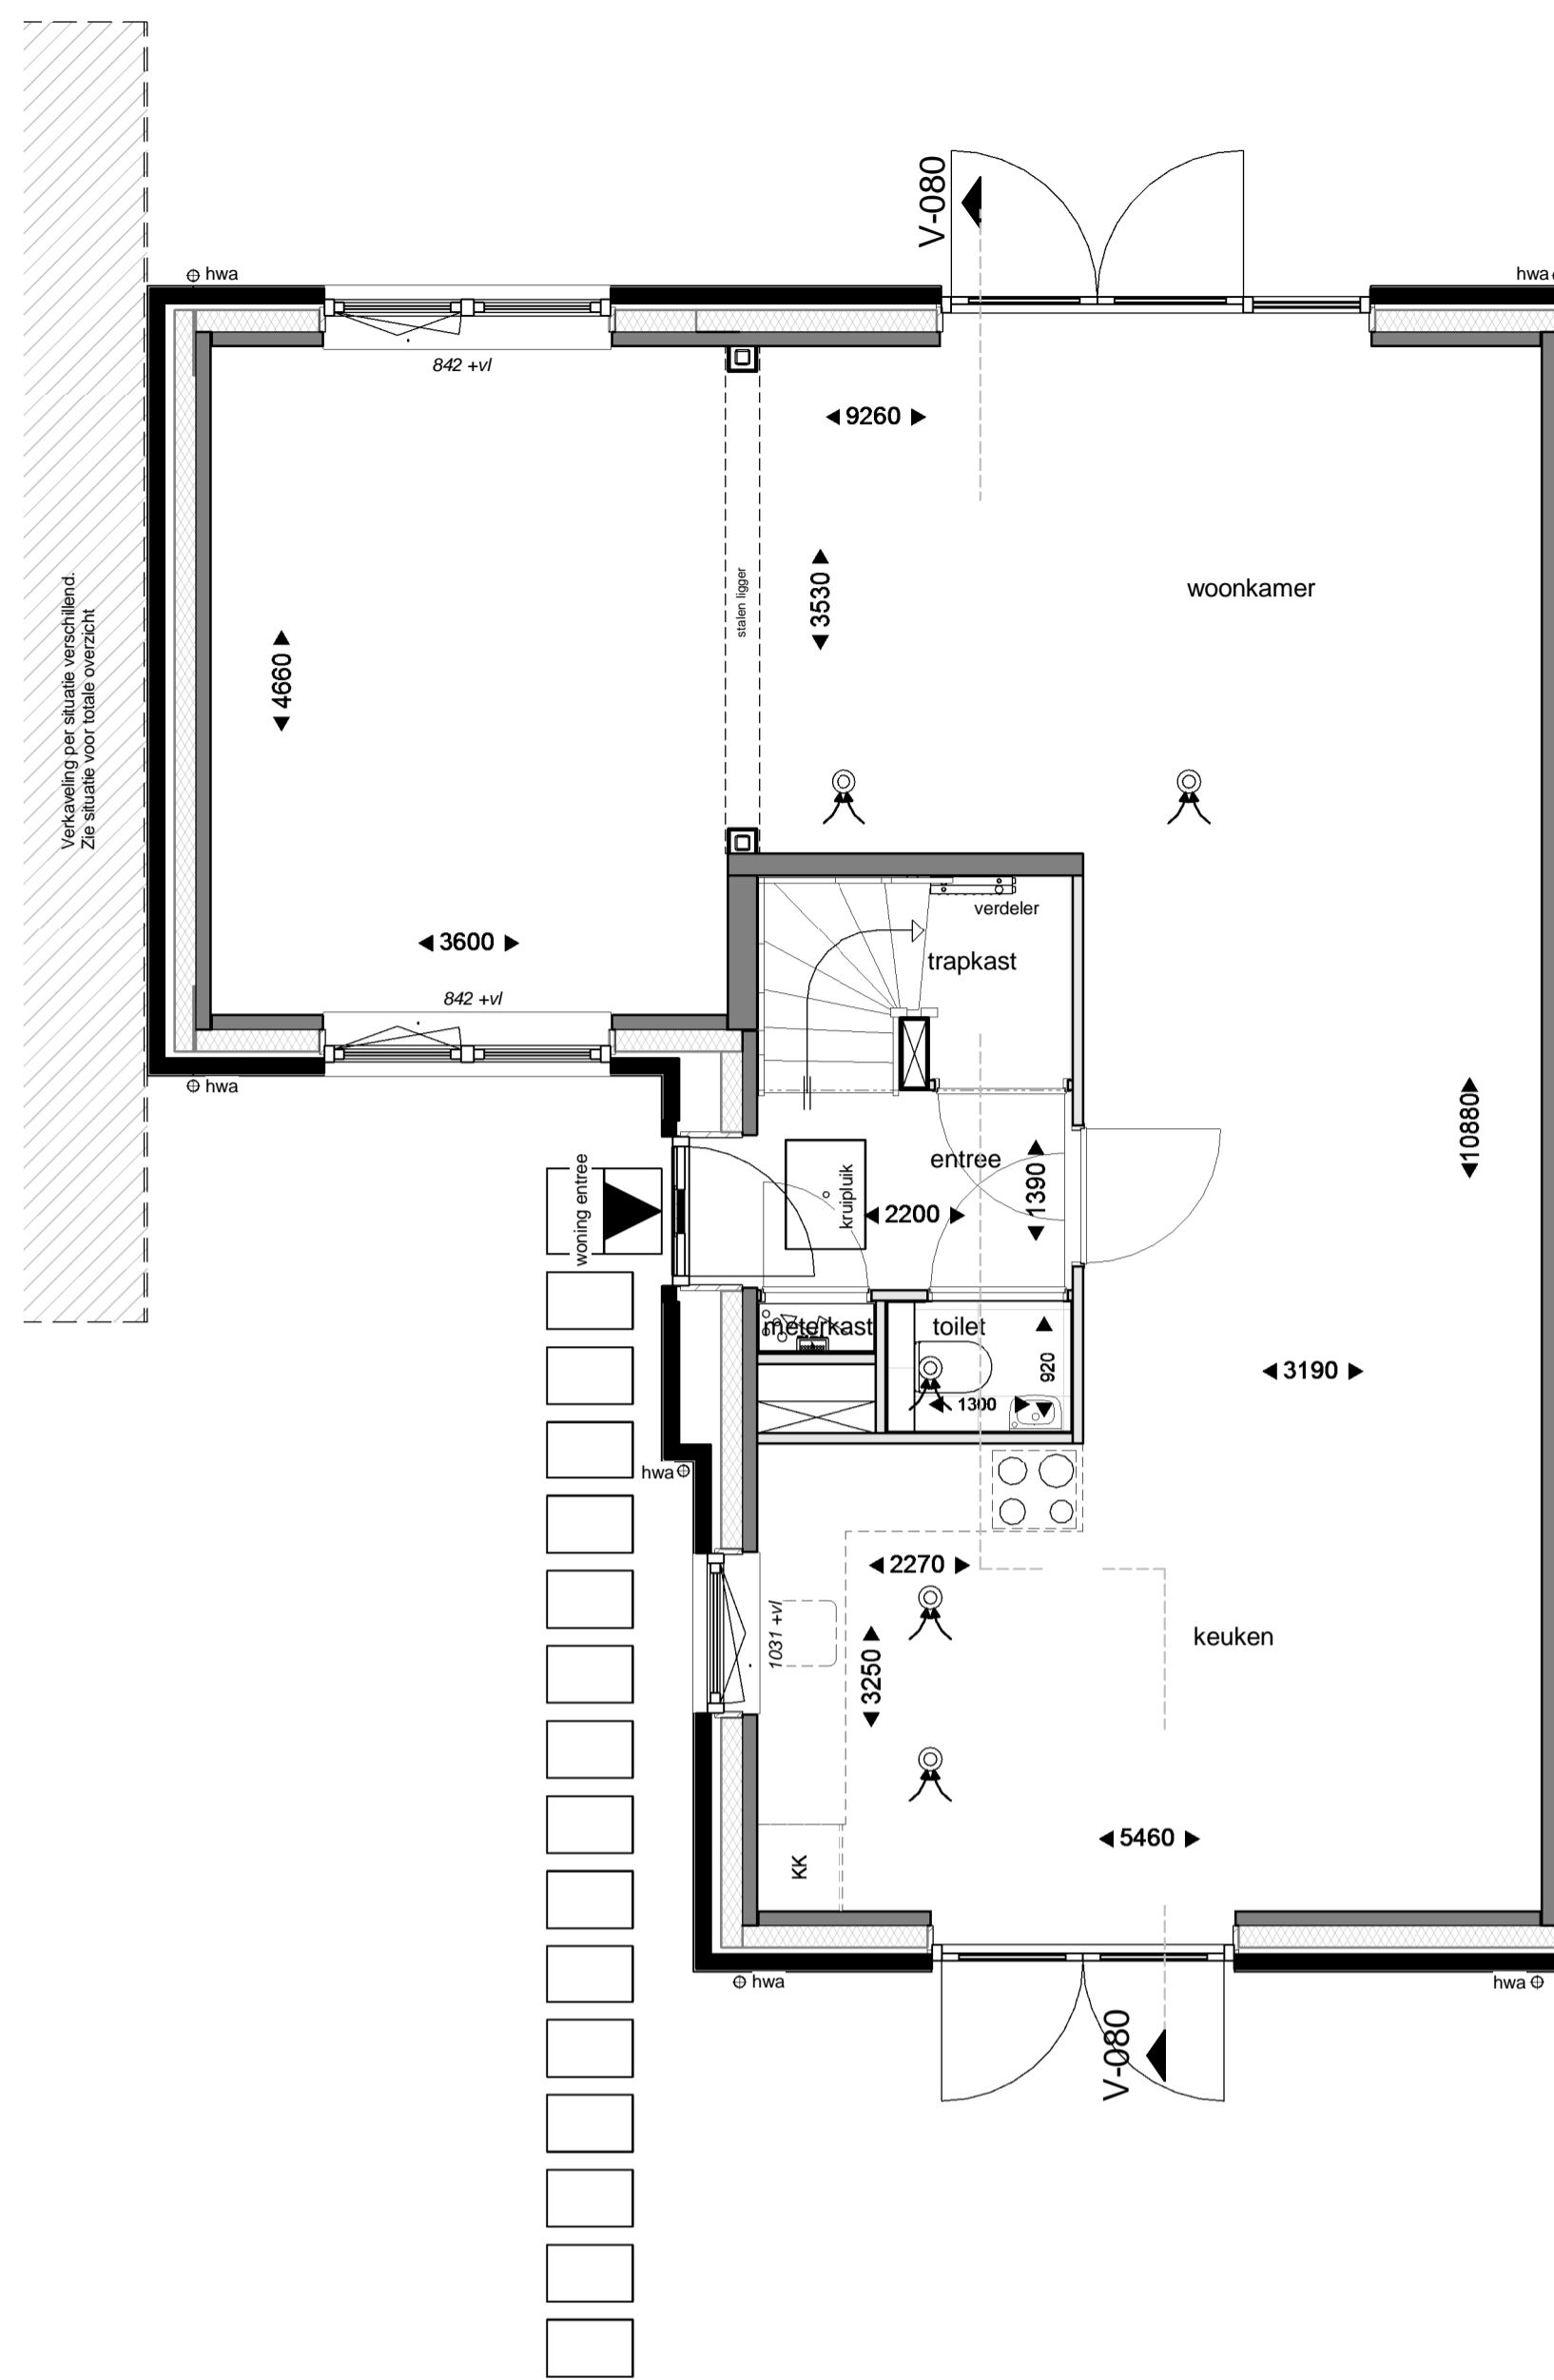 V-080
hwa
hwa
842 +vl
9260
Verkaveling per situatie verschillend.
Zie situatie voor totale overzicht
stalen ligger
3530
woonkamer
4660
verdeler
3600
trapkast
842 +vl
hwa
10880
woning entree
kruipluik
entree
2200
1390
meterkast
toilet
920
3190
1300
hwa
2270
1031 +vl
3250
keuken
5460
KK
hwa
hwa
V-080